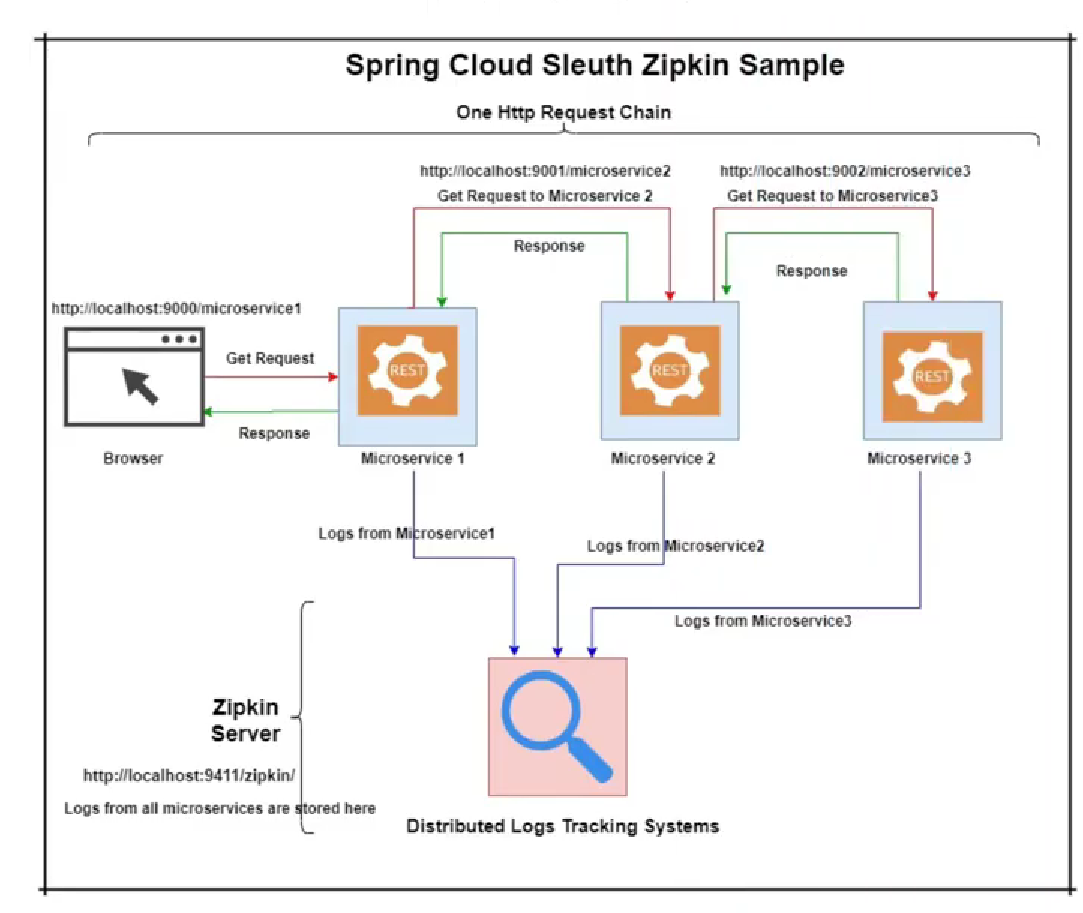 Spring Cloud Sleuth Zipkin Sample
One Http Request Chain
http://localhost:9001/microservice2
Get Request to Microservice 2
http://localhost:9002/microservice3
Get Request to Microservice3
Response
Response
http://localhost:9000/microservice1
Get Request
Response
Browser
REST
Microservice 1
REST
Microservice 2
REST
Microservice 3
Logs from Microservice1
Logs from Microservice2
Logs from Microservice3
Zipkin
Server
http://localhost:9411/zipkin/
Logs from all microservices are stored here
Distributed Logs Tracking Systems